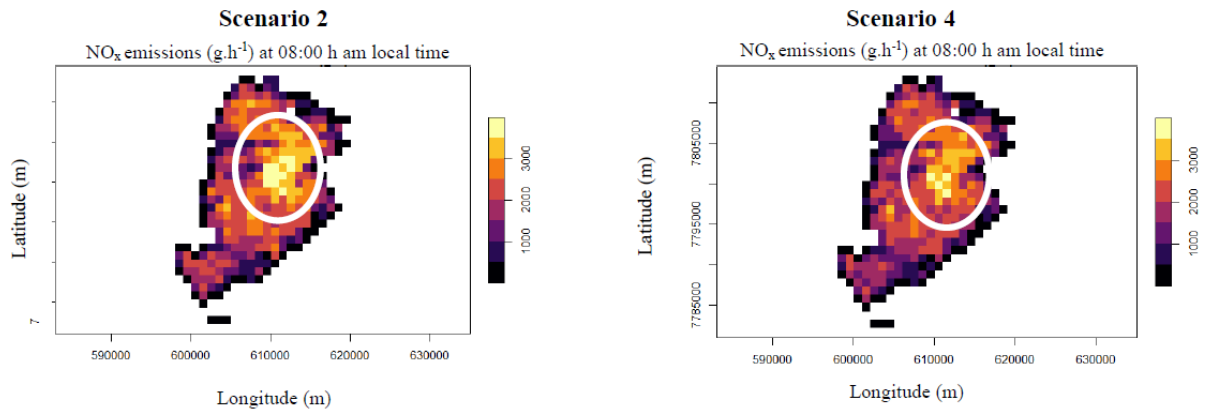 Scenario 2
NOₓ emissions (g.h⁻¹) at 08:00 h am local time
Latitude (m)
7
3000
2000
1000
590000 600000 610000 620000 630000
Longitude (m)
Scenario 4
NOₓ emissions (g.h⁻¹) at 08:00 h am local time
Latitude (m)
7805000
7795000
7785000
3000
2000
1000
590000 600000 610000 620000 630000
Longitude (m)